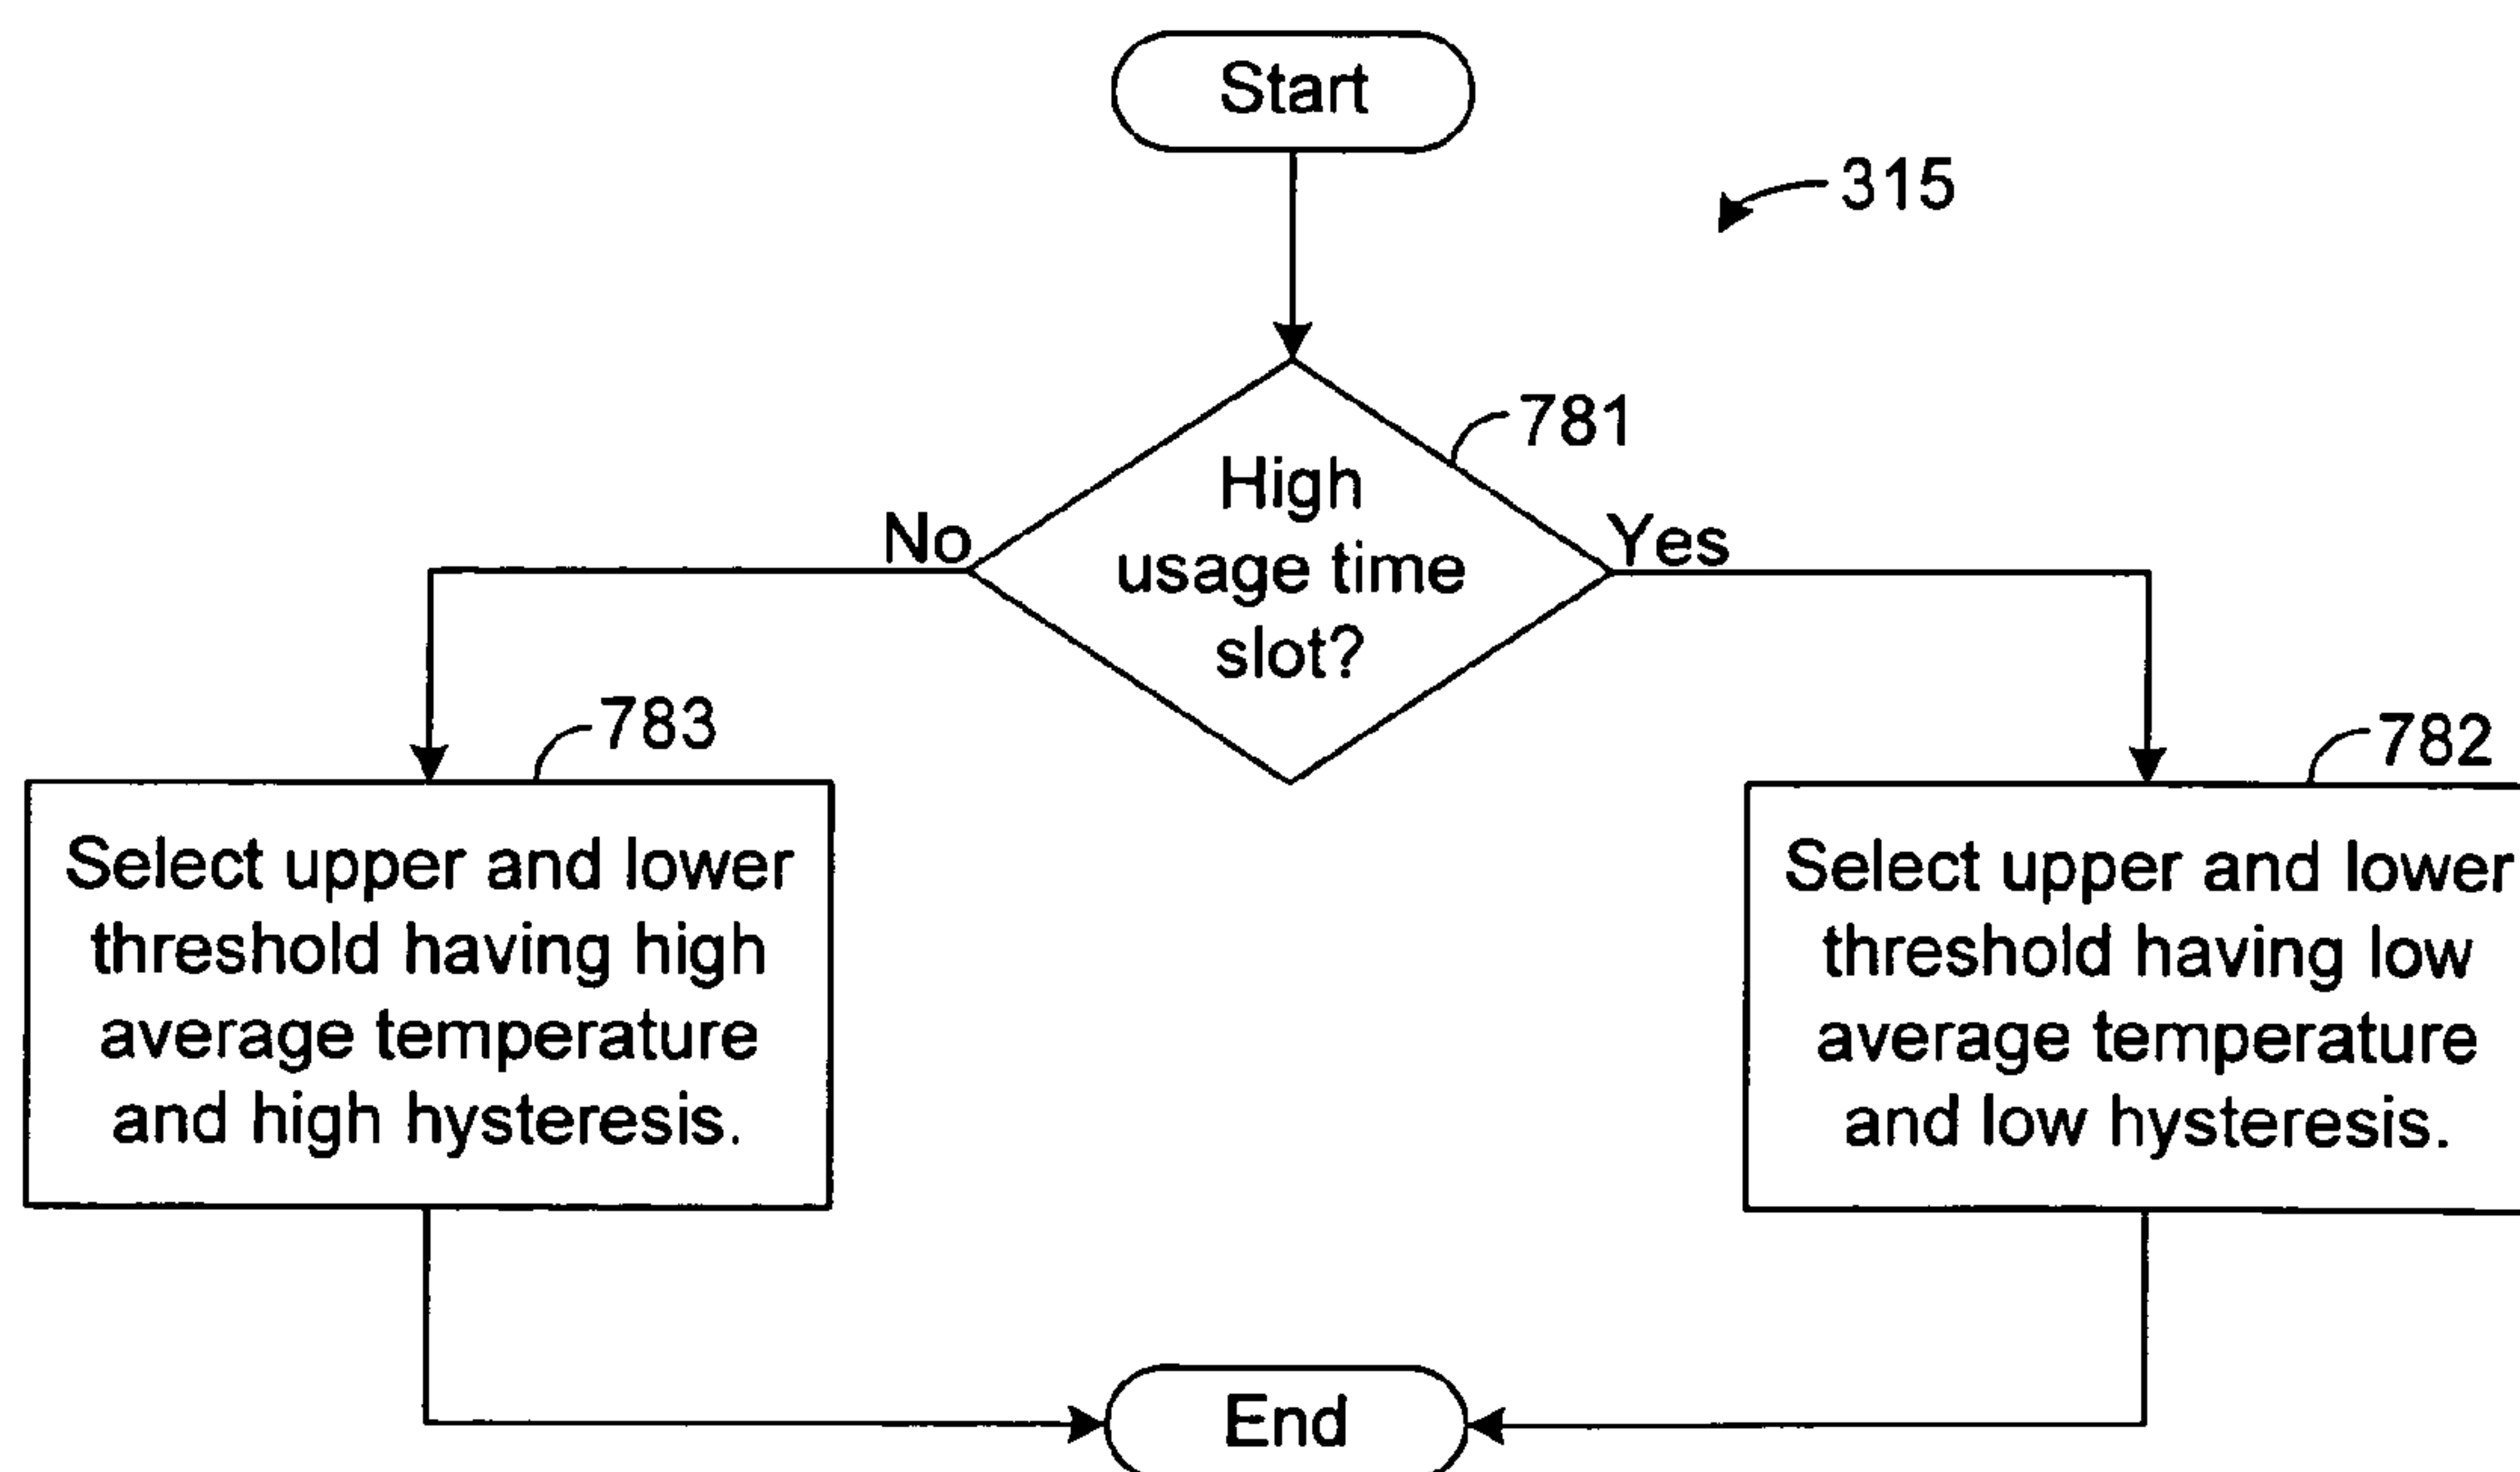 Start
315
781
High
usage time
slot?
No
Yes
783
Select upper and lower
threshold having high
average temperature
and high hysteresis.
782
Select upper and lower
threshold having low
average temperature
and low hysteresis.
End